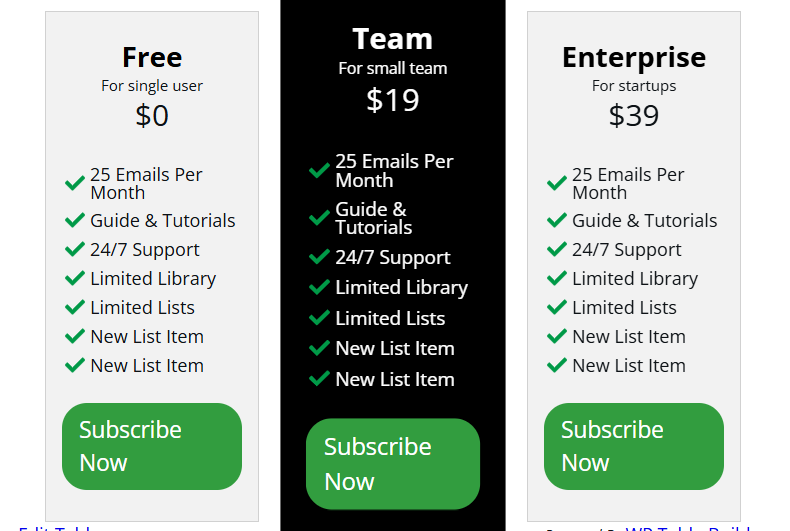 Free
For single user
$0
25 Emails Per
Month
Guide & Tutorials
24/7 Support
Limited Library
Limited Lists
New List Item
New List Item
Subscribe
Now
Team
For small team
$19
25 Emails Per
Month
Guide &
Tutorials
24/7 Support
Limited Library
Limited Lists
New List Item
New List Item
Subscribe
Now
Enterprise
For startups
$39
25 Emails Per
Month
Guide & Tutorials
24/7 Support
Limited Library
Limited Lists
New List Item
New List Item
Subscribe
Now
Edit Table
WP Table Builder